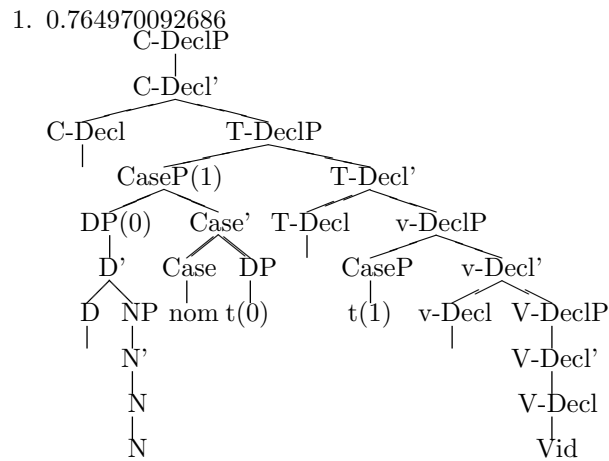 1. 0.764970092686
C-DeclP
C-Decl’
C-Decl T-DeclP
CaseP(1) T-Decl’
DP(0) Case’ T-Decl v-DeclP
D’ Case DP CaseP v-Decl’
D NP nom t(0) t(1) v-Decl V-DeclP
N’ V-Decl’
N V-Decl
N Vid